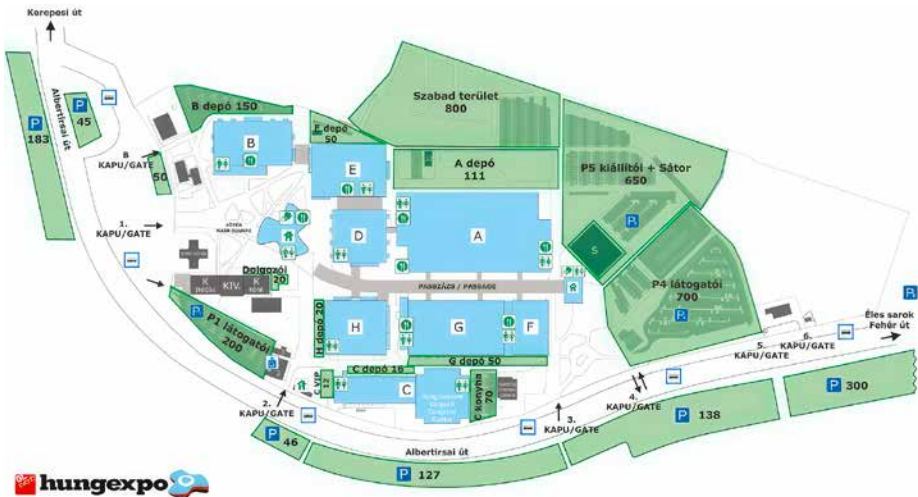 Kerepesi út
Albertirsai út
P
183
P
45
B depó 150
E depó
50
Szabad terület
800
B
KAPU/GATE
50
B
E
A depó
111
P5 kiállítói + Sátor
650
P
1.
KAPU/GATE
D
A
S
K
KIV.
K
Dolgozói
20
PASSZÁZS / PASSAGE
P4 látogatói
700
P
P
Éles sarok
Fehér út
P
P1 látogatói
200
H depó 20
H
G
F
G depó 50
5.
KAPU/GATE
6.
KAPU/GATE
C VIP
12
C depó 16
C
C konyha
70
2.
KAPU/GATE
3.
KAPU/GATE
4.
KAPU/GATE
P
46
Albertirsai út
P
127
P
138
P
300
hungexpo